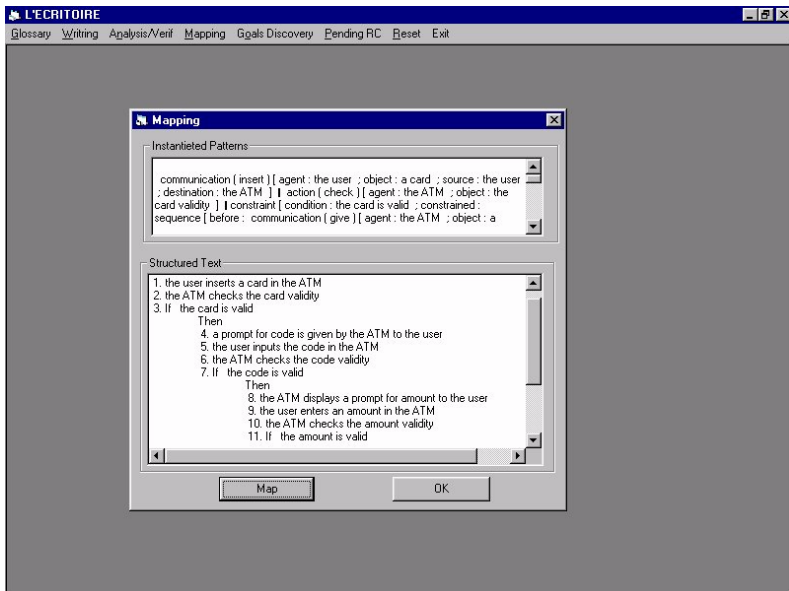 L'ECRITOIRE
Glossary Writring Analysis/Verif Mapping Goals Discovery Pending RC Reset Exit
Mapping
Instantieted Patterns
communication ( insert ) [ agent : the user ; object : a card ; source : the user
; destination : the ATM ] | action ( check ) [ agent : the ATM ; object : the
card validity ] | constraint [ condition : the card is valid ; constrained :
sequence [ before : communication ( give ) [ agent : the ATM ; object : a
Structured Text
1. the user inserts a card in the ATM
2. the ATM checks the card validity
3. If the card is valid
Then
4. a prompt for code is given by the ATM to the user
5. the user inputs the code in the ATM
6. the ATM checks the code validity
7. If the code is valid
Then
8. the ATM displays a prompt for amount to the user
9. the user enters an amount in the ATM
10. the ATM checks the amount validity
11. If the amount is valid
Map OK